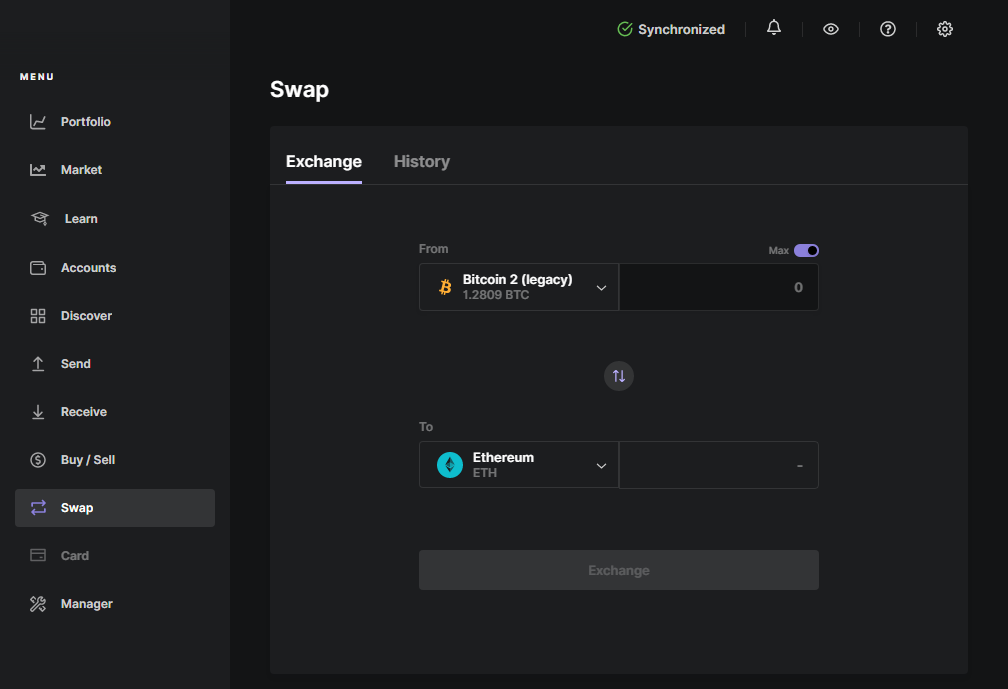 Synchronized
MENU
Portfolio
Market
Learn
Accounts
Discover
Send
Receive
Buy / Sell
Swap
Card
Manager
Swap
Exchange
History
From
Max
Bitcoin 2 (legacy)
1.2809 BTC
0
To
Ethereum
ETH
-
Exchange